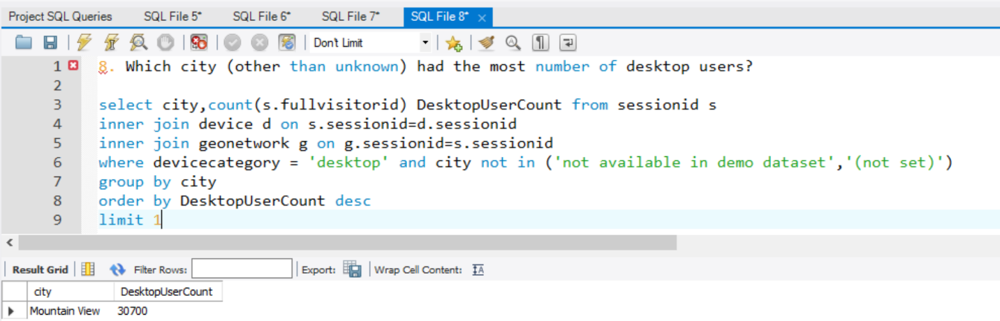 Project SQL Queries SQL File 5* SQL File 6* SQL File 7* SQL File 8*
Don't Limit
1 8. Which city (other than unknown) had the most number of desktop users?
2
3 select city,count(s.fullvisitorid) DesktopUserCount from sessionid s
4 inner join device d on s.sessionid=d.sessionid
5 inner join geonetwork g on g.sessionid=s.sessionid
6 where devicecategory = 'desktop' and city not in ('not available in demo dataset','(not set)')
7 group by city
8 order by DesktopUserCount desc
9 limit 1
Result Grid Filter Rows: Export: Wrap Cell Content:
city DesktopUserCount
Mountain View 30700